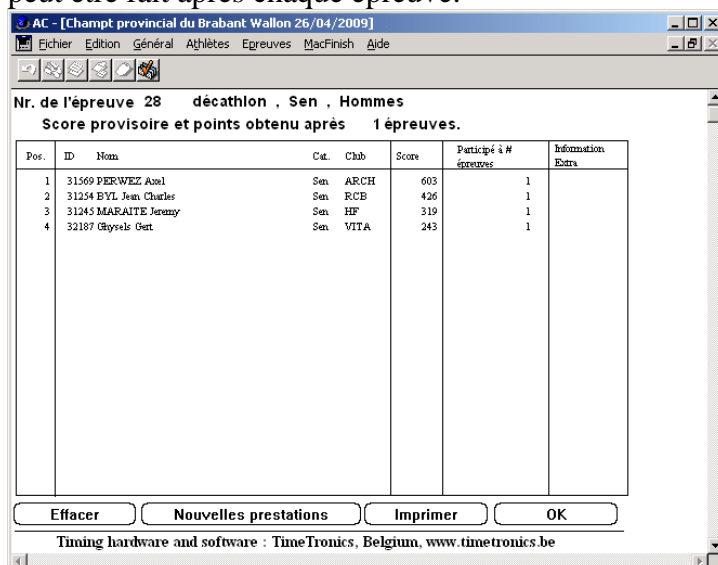 peut être fait après chaque épreuve.
AC - [Champt provincial du Brabant Wallon 26/04/2009]
Fichier Edition Général Athlètes Epreuves MacFinish Aide
Nr. de l'épreuve 28 décathlon , Sen , Hommes
Score provisoire et points obtenu après 1 épreuves.
Pos. ID Nom Cat. Club Score Participé à # épreuves Information Extra
1 31569 PERWEZ Axel Sen ARCH 603 1
2 31254 BYL Jean Charles Sen RCB 426 1
3 31245 MARAITE Jeremy Sen HF 319 1
4 32187 Ghysels Gert Sen VITA 243 1
Effacer Nouvelles prestations Imprimer OK
Timing hardware and software : TimeTronics, Belgium, www.timetronics.be